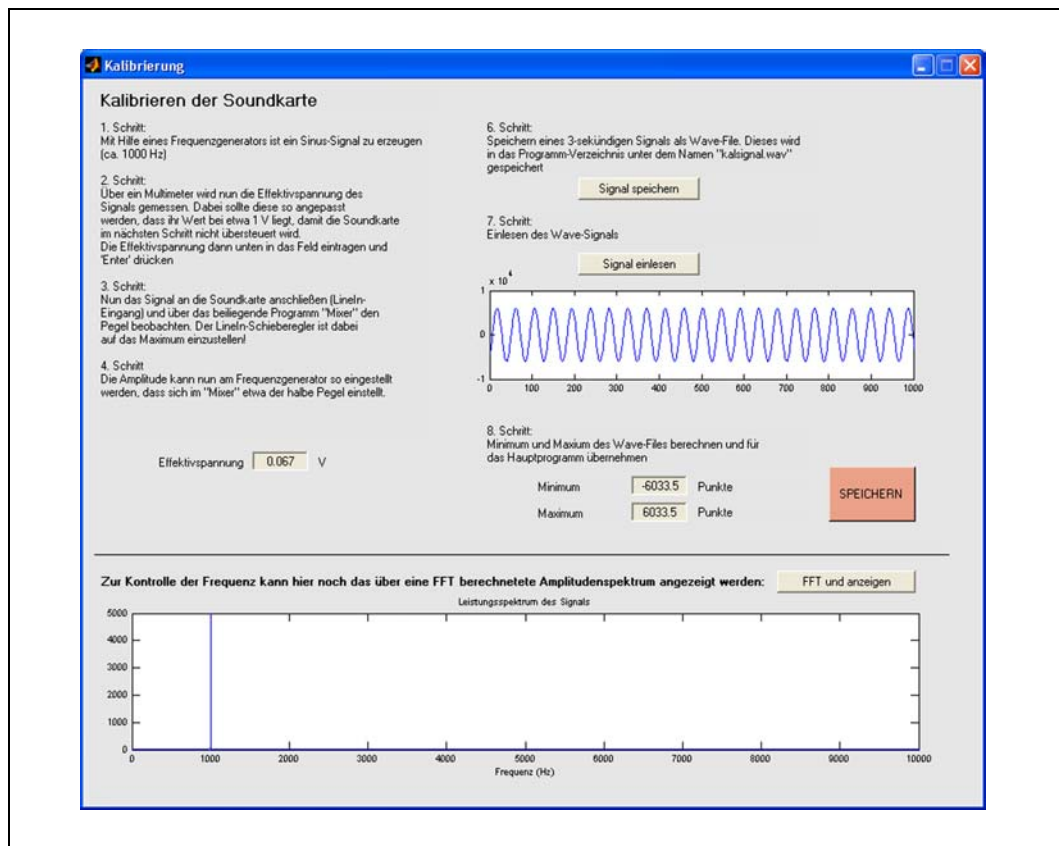 Kalibrierung
Kalibrieren der Soundkarte
1. Schritt:
Mit Hilfe eines Frequenzgenerators ist ein Sinus-Signal zu erzeugen
(ca. 1000 Hz)
2. Schritt:
Über ein Multimeter wird nun die Effektivspannung des
Signals gemessen. Dabei sollte diese so angepasst
werden, dass ihr Wert bei etwa 1 V liegt, damit die Soundkarte
im nächsten Schritt nicht übersteuert wird.
Die Effektivspannung dann unten in das Feld eintragen und
'Enter' drücken
3. Schritt:
Nun das Signal an die Soundkarte anschließen (LineIn-
Eingang) und über das beiliegende Programm "Mixer" den
Pegel beobachten. Der LineIn-Schieberegler ist dabei
auf das Maximum einzustellen!
4. Schritt
Die Amplitude kann nun am Frequenzgenerator so eingestellt
werden, dass sich im "Mixer" etwa der halbe Pegel einstellt.
Effektivspannung 0.067 V
6. Schritt:
Speichern eines 3-sekündigen Signals als Wave-File. Dieses wird
in das Programm-Verzeichnis unter dem Namen "kalsignal.wav"
gespeichert
Signal speichern
7. Schritt:
Einlesen des Wave-Signals
Signal einlesen
x 10^4
1
0
-1
0 100 200 300 400 500 600 700 800 900 1000
8. Schritt:
Minimum und Maxium des Wave-Files berechnen und für
das Hauptprogramm übernehmen
Minimum -6033.5 Punkte
Maximum 6033.5 Punkte
SPEICHERN
Zur Kontrolle der Frequenz kann hier noch das über eine FFT berechnetete Amplitudenspektrum angezeigt werden:
FFT und anzeigen
Leistungsspektrum des Signals
5000
4000
3000
2000
1000
0
0 1000 2000 3000 4000 5000 6000 7000 8000 9000 10000
Frequenz (Hz)